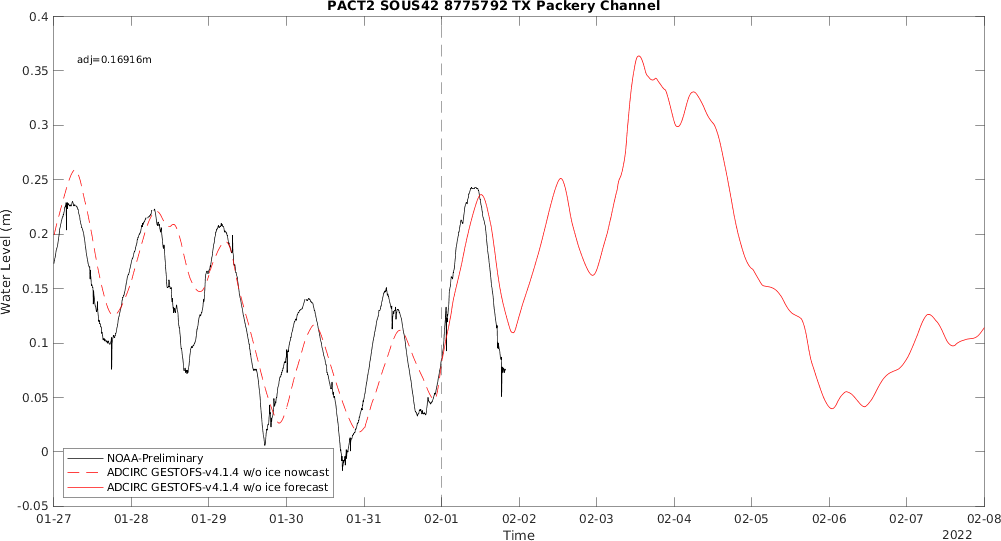 PACT2 SOUS42 8775792 TX Packery Channel
adj=0.16916m
0.4
0.35
0.3
0.25
0.2
0.15
0.1
0.05
0
-0.05
Water Level (m)
NOAA-Preliminary
ADCIRC GESTOFS-v4.1.4 w/o ice nowcast
ADCIRC GESTOFS-v4.1.4 w/o ice forecast
01-27 01-28 01-29 01-30 01-31 02-01 02-02 02-03 02-04 02-05 02-06 02-07 02-08
Time
2022